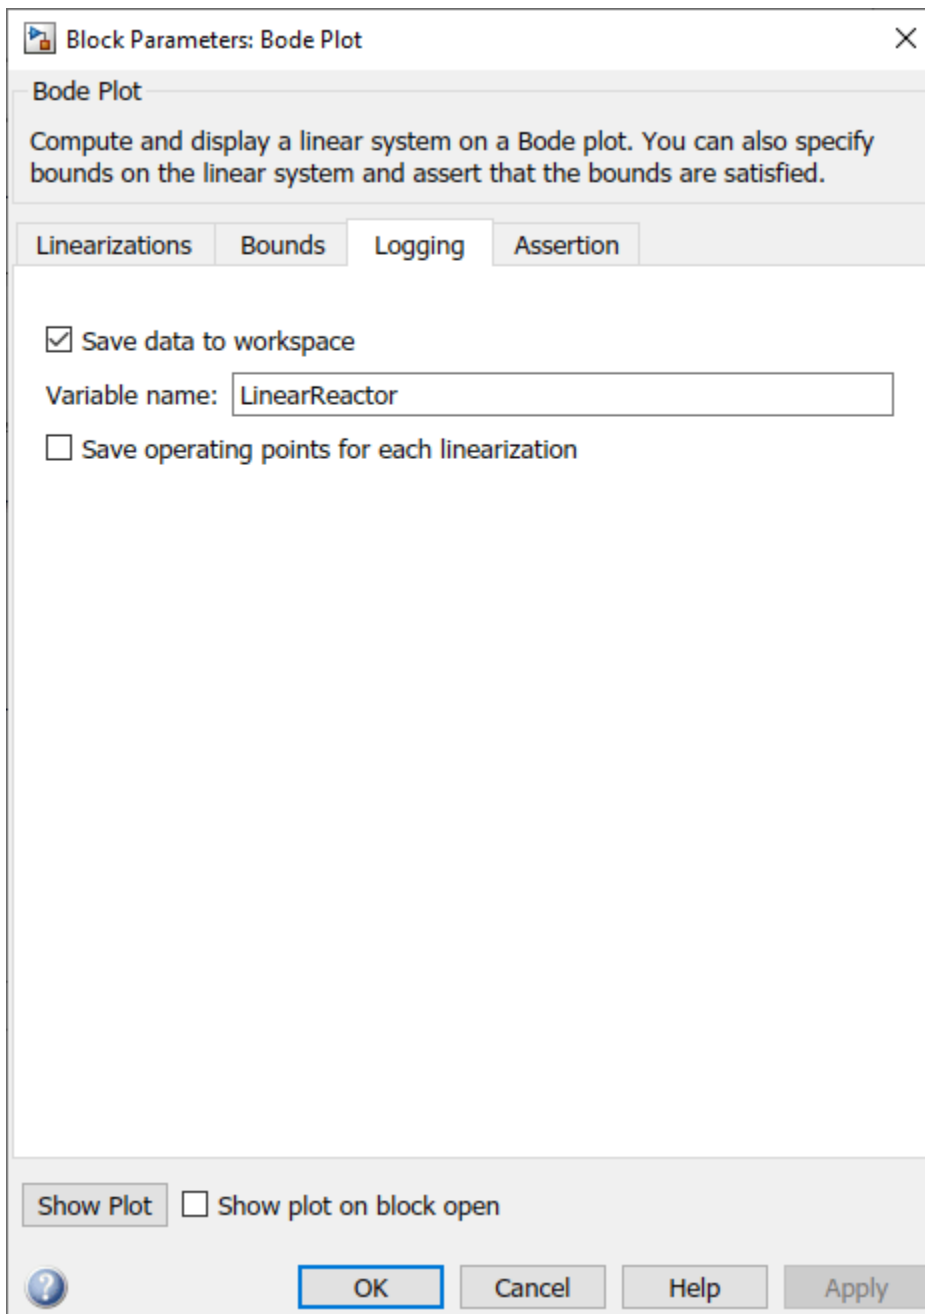 Block Parameters: Bode Plot
Bode Plot
Compute and display a linear system on a Bode plot. You can also specify
bounds on the linear system and assert that the bounds are satisfied.
Linearizations Bounds Logging Assertion
Save data to workspace
Variable name: LinearReactor
Save operating points for each linearization
Show Plot Show plot on block open
? OK Cancel Help Apply